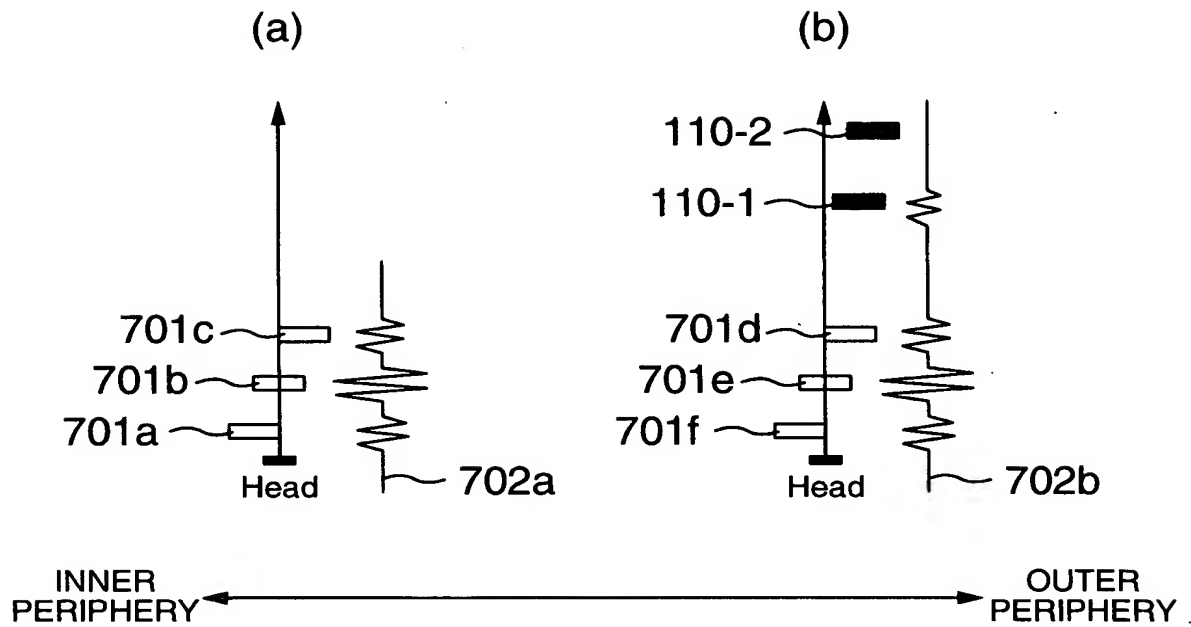 (a)
(b)
110-2
110-1
701c
701b
701a
Head
702a
701d
701e
701f
Head
702b
INNER
PERIPHERY
OUTER
PERIPHERY